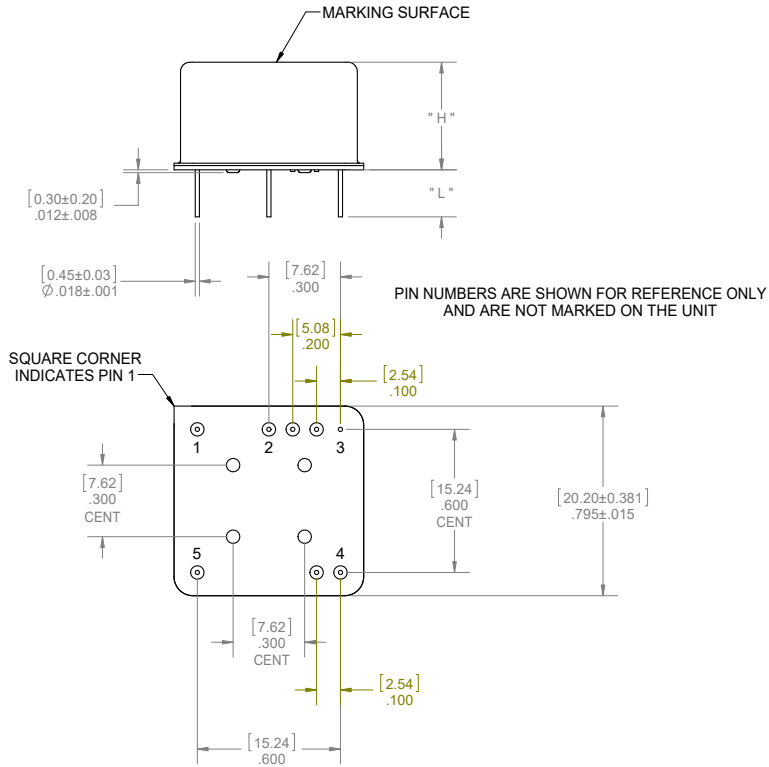 MARKING SURFACE
"H"
"L"
[0.30±0.20]
.012±.008
[0.45±0.03]
Ø.018±.001
[7.62]
.300
PIN NUMBERS ARE SHOWN FOR REFERENCE ONLY
AND ARE NOT MARKED ON THE UNIT
[5.08]
.200
SQUARE CORNER
INDICATES PIN 1
[2.54]
.100
1
2
3
[7.62]
.300
CENT
[15.24]
.600
CENT
[20.20±0.381]
.795±.015
5
4
[7.62]
.300
CENT
[2.54]
.100
[15.24]
.600